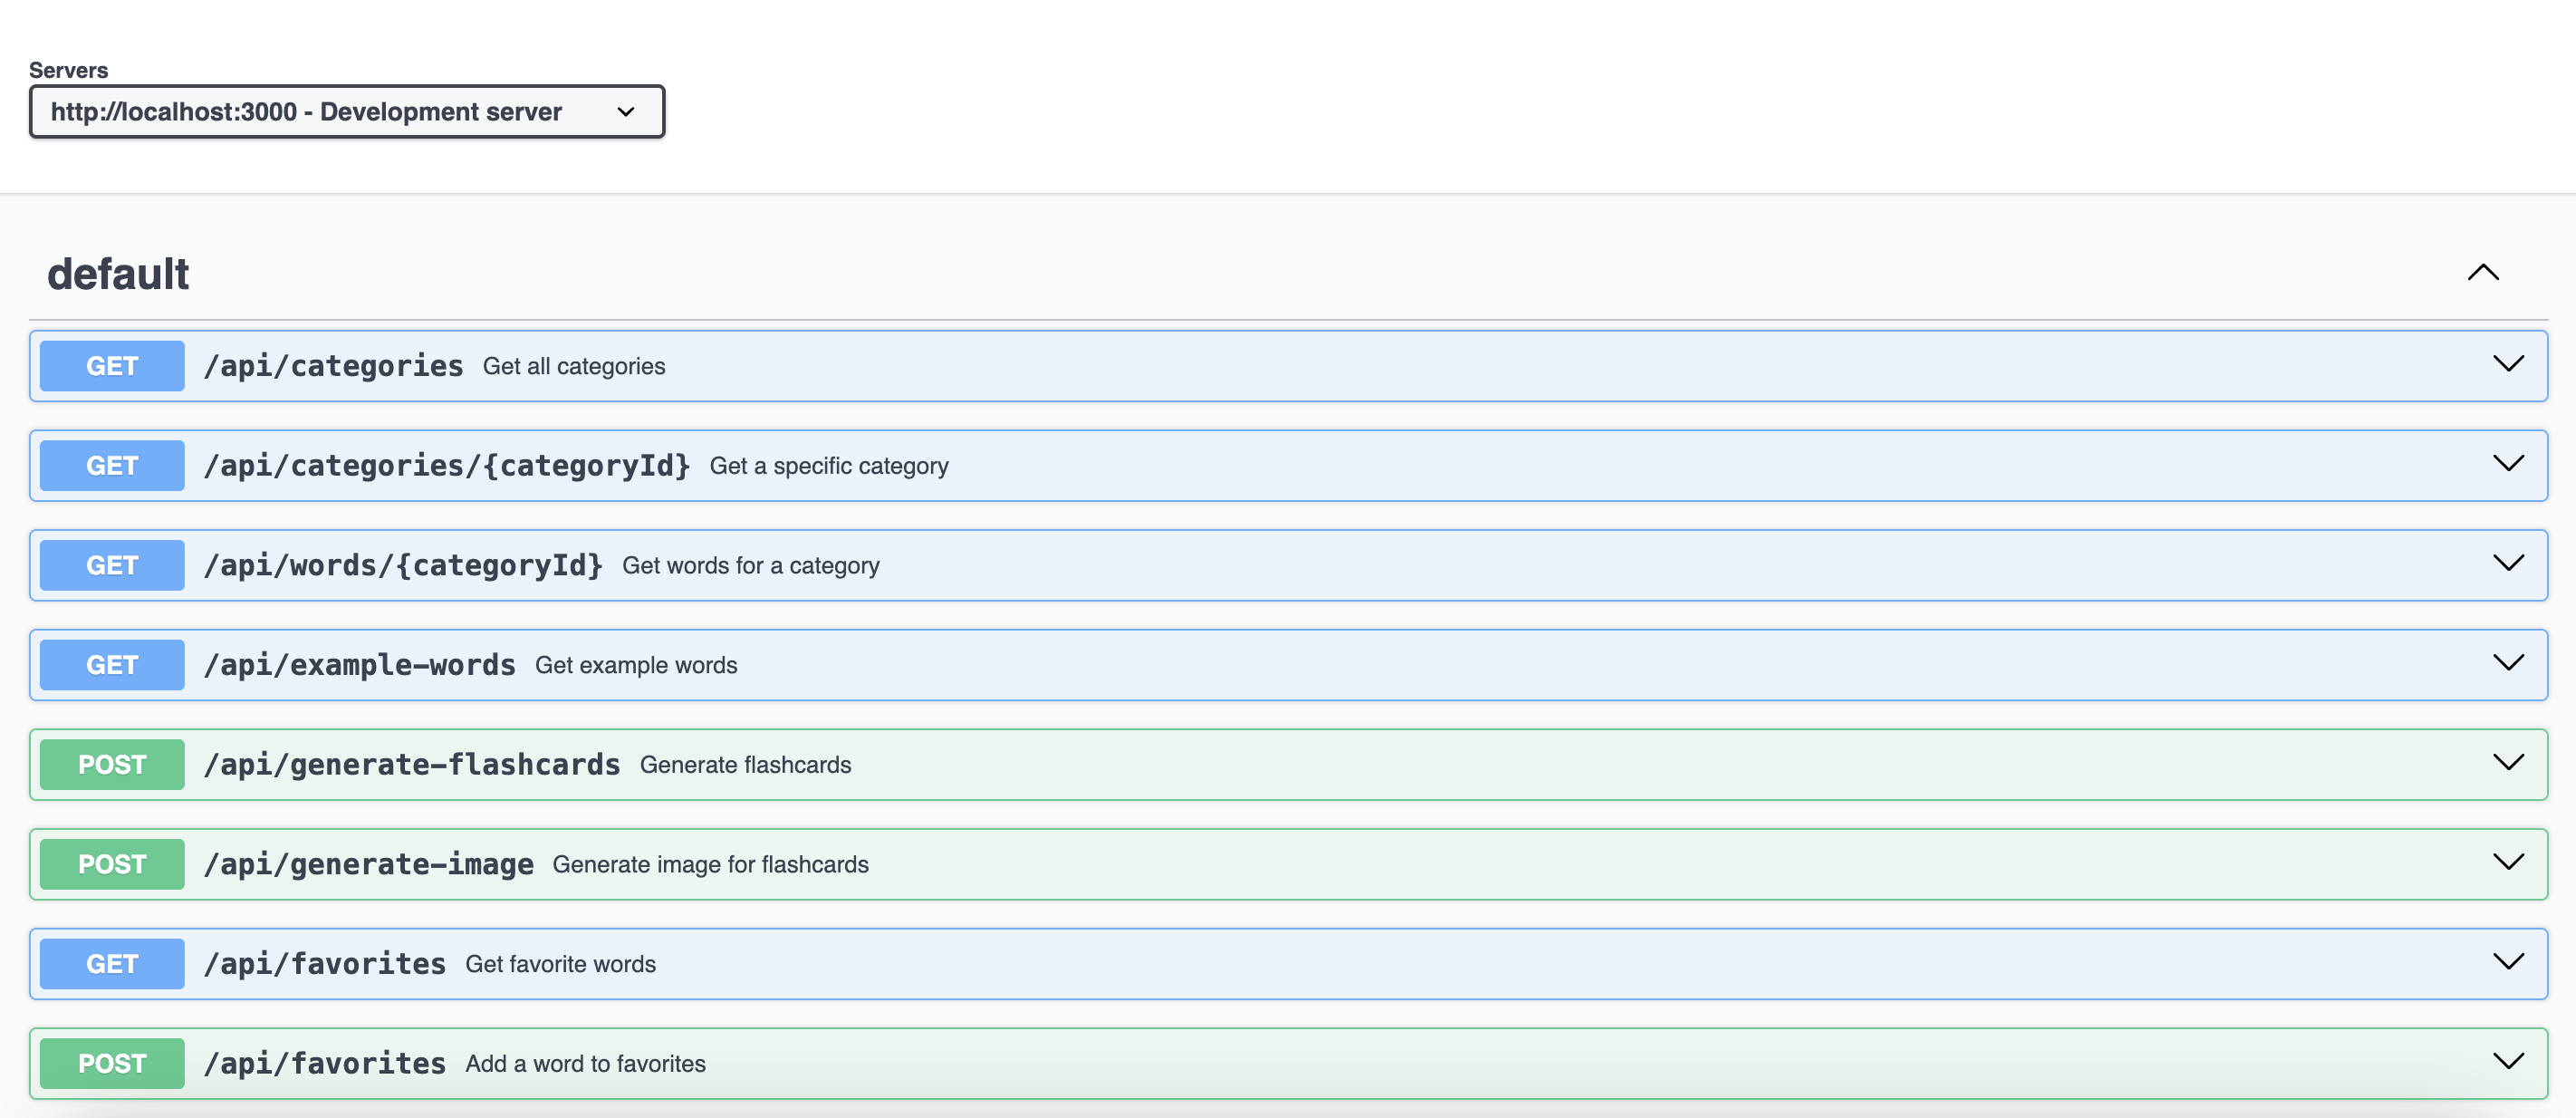 Servers
http://localhost:3000 - Development server
default
GET /api/categories Get all categories
GET /api/categories/{categoryId} Get a specific category
GET /api/words/{categoryId} Get words for a category
GET /api/example-words Get example words
POST /api/generate-flashcards Generate flashcards
POST /api/generate-image Generate image for flashcards
GET /api/favorites Get favorite words
POST /api/favorites Add a word to favorites